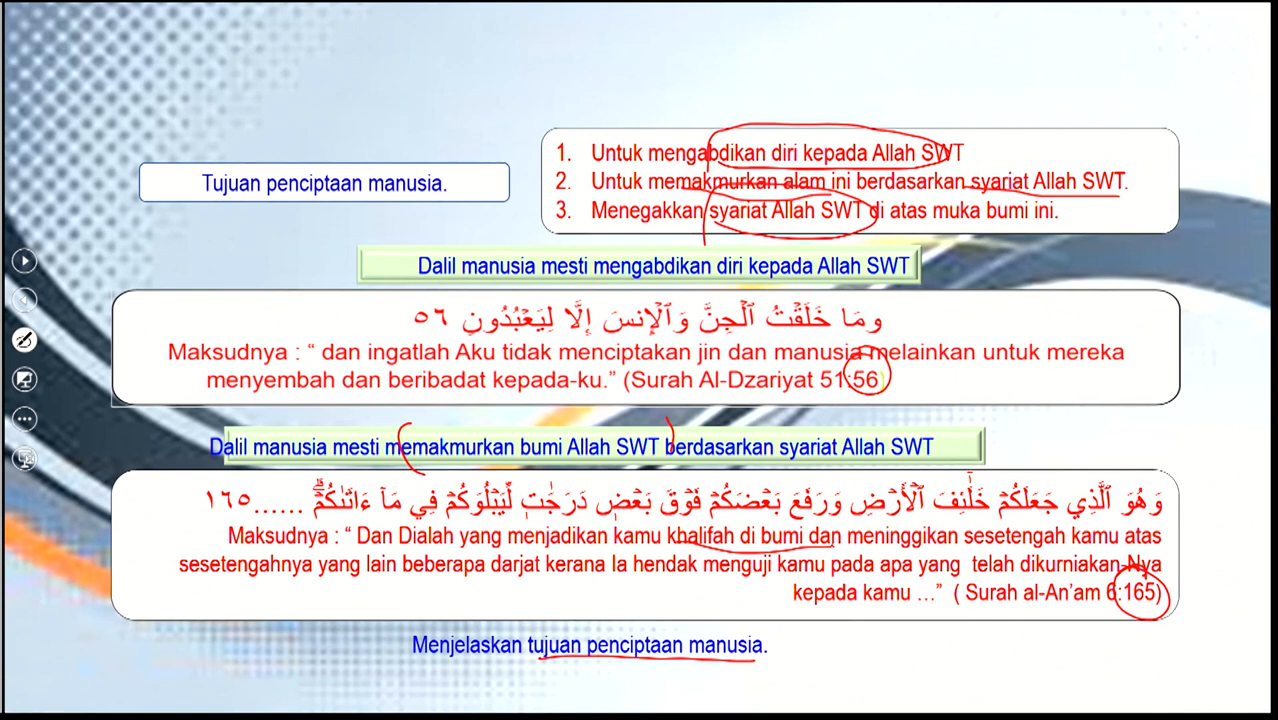 1. Untuk mengabdikan diri kepada Allah SWT
Tujuan penciptaan manusia.
2. Untuk memakmurkan alam ini berdasarkan syariat Allah SWT.
3. Menegakkan syariat Allah SWT di atas muka bumi ini.
Dalil manusia mesti mengabdikan diri kepada Allah SWT
وَمَا خَلَقۡتُ ٱلۡجِنَّ وَٱلۡإِنسَ إِلَّا لِيَعۡبُدُونِ ٥٦
Maksudnya : “ dan ingatlah Aku tidak menciptakan jin dan manusia melainkan untuk mereka
menyembah dan beribadat kepada-ku.” (Surah Al-Dzariyat 51:56)
Dalil manusia mesti memakmurkan bumi Allah SWT berdasarkan syariat Allah SWT
وَهُوَ ٱلَّذِي جَعَلَكُمۡ خَلَٰٓئِفَ ٱلۡأَرۡضِ وَرَفَعَ بَعۡضَكُمۡ فَوۡقَ بَعۡضٖ دَرَجَٰتٖ لِّيَبۡلُوَكُمۡ فِي مَآ ءَاتَىٰكُمۡۗ ......١٦٥
Maksudnya : “ Dan Dialah yang menjadikan kamu khalifah di bumi dan meninggikan sesetengah kamu atas
sesetengahnya yang lain beberapa darjat kerana Ia hendak menguji kamu pada apa yang telah dikurniakan-Nya
kepada kamu ...” ( Surah al-An’am 6:165)
Menjelaskan tujuan penciptaan manusia.